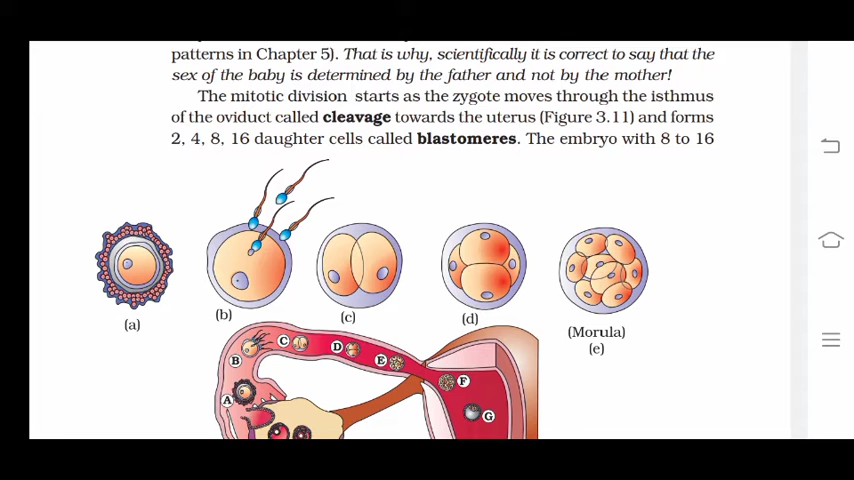 patterns in Chapter 5). That is why, scientifically it is correct to say that the
sex of the baby is determined by the father and not by the mother!
The mitotic division starts as the zygote moves through the isthmus
of the oviduct called cleavage towards the uterus (Figure 3.11) and forms
2, 4, 8, 16 daughter cells called blastomeres. The embryo with 8 to 16
(a)
(b)
(c)
(d)
(Morula)
(e)
A
B
C
D
E
F
G